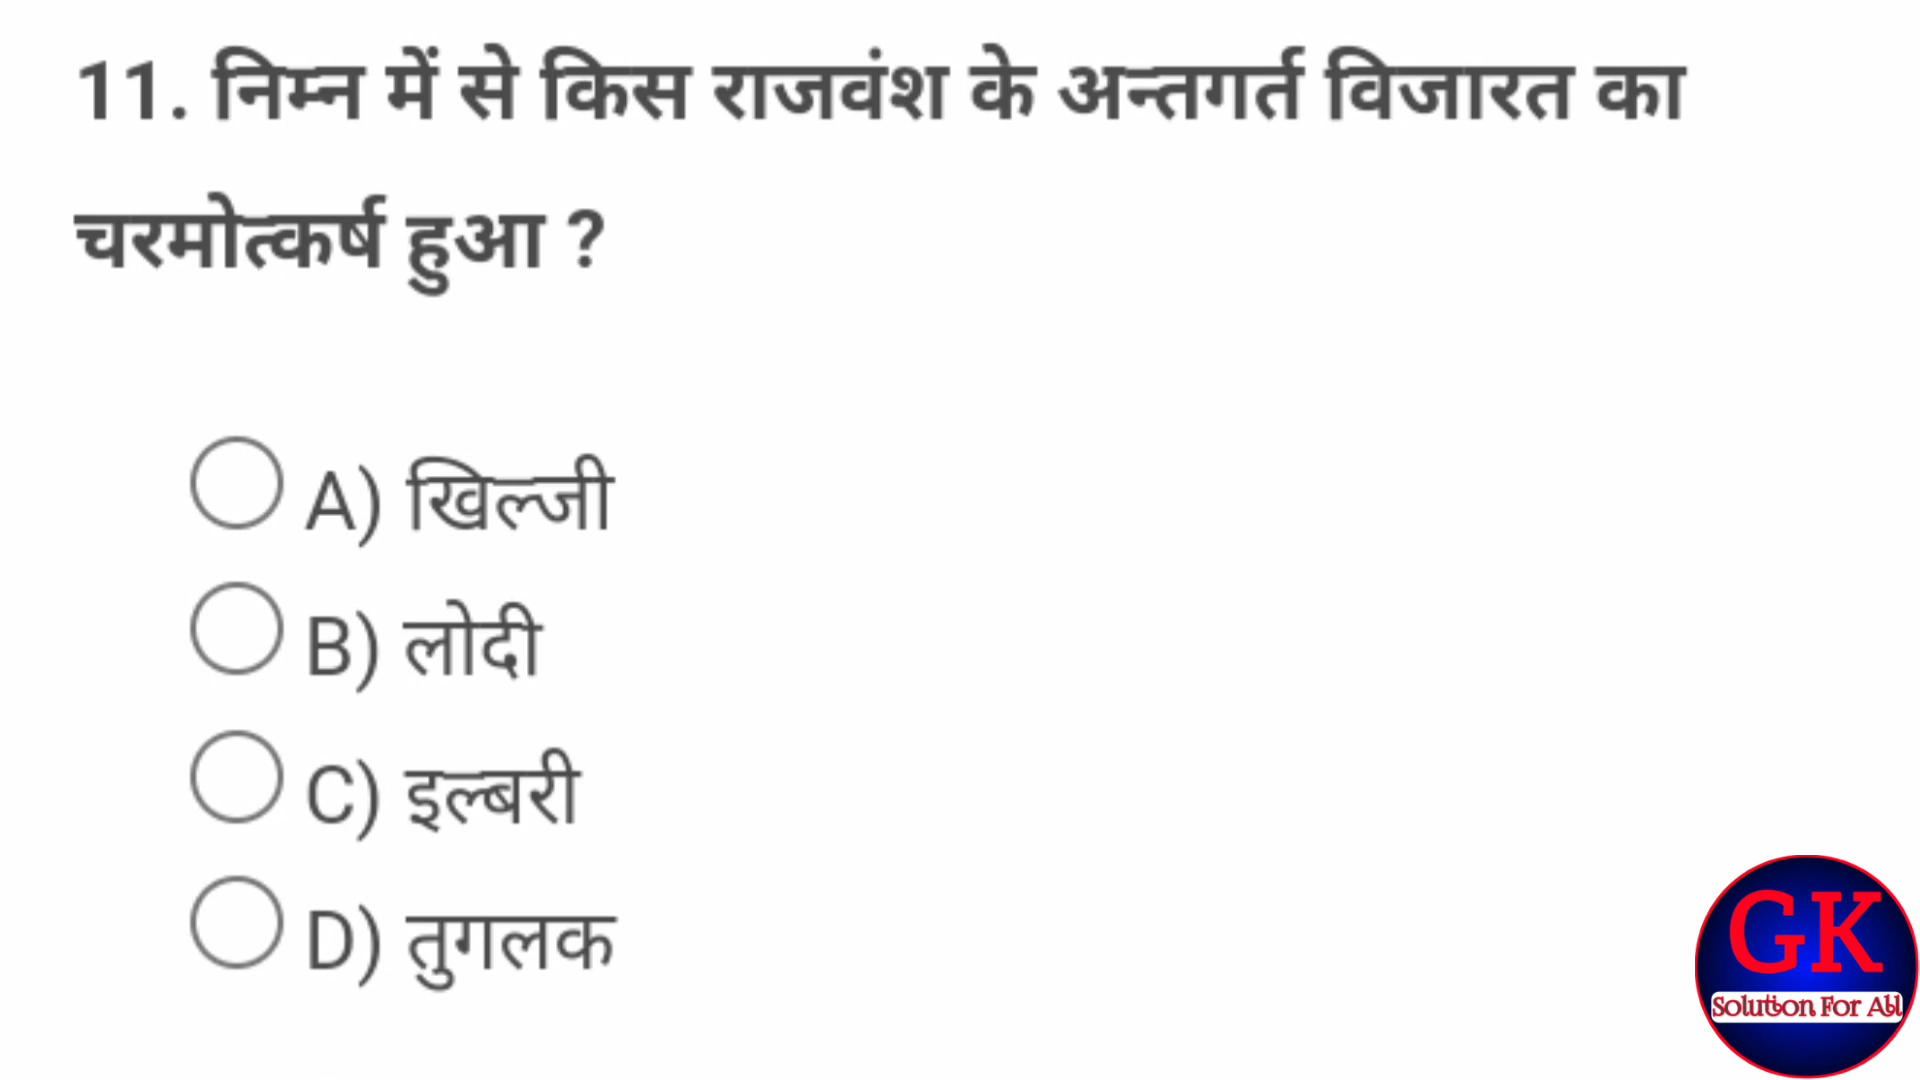 11. निम्न में से किस राजवंश के अन्तगर्त विजारत का
चरमोत्कर्ष हुआ ?
A) खिल्जी
B) लोदी
C) इल्बरी
D) तुगलक
GK
Solution For All